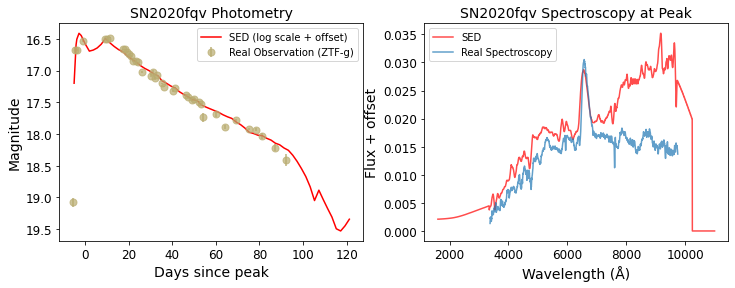 SN2020fqv Photometry
SED (log scale + offset)
Real Observation (ZTF-g)
Magnitude
16.5
17.0
17.5
18.0
18.5
19.0
19.5
0
20
40
60
80
100
120
Days since peak
SN2020fqv Spectroscopy at Peak
SED
Real Spectroscopy
Flux + offset
0.035
0.030
0.025
0.020
0.015
0.010
0.005
0.000
2000
4000
6000
8000
10000
Wavelength (Å)